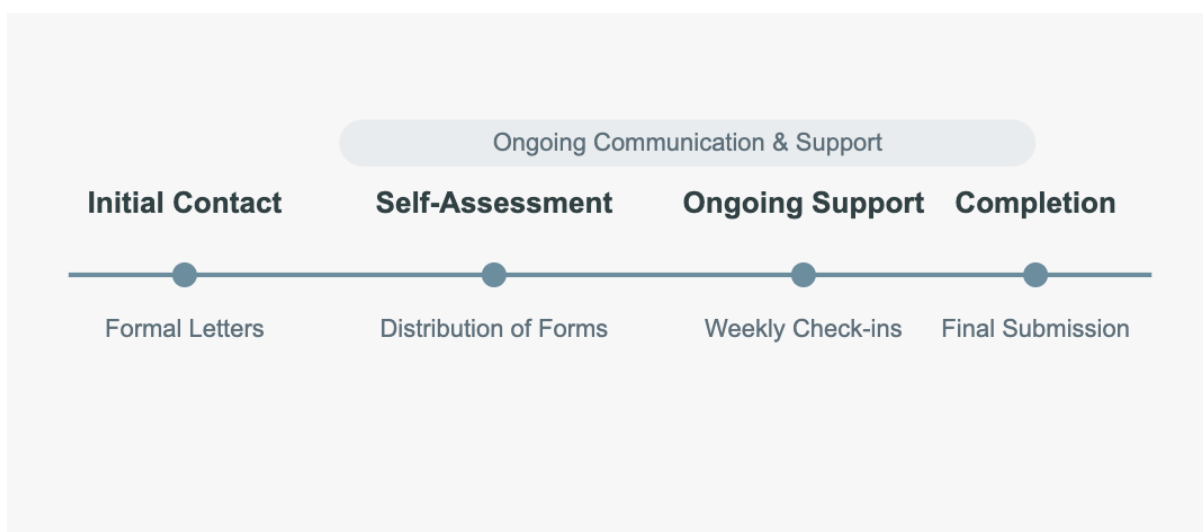 Ongoing Communication & Support
Initial Contact
Self-Assessment
Ongoing Support
Completion
Formal Letters
Distribution of Forms
Weekly Check-ins
Final Submission